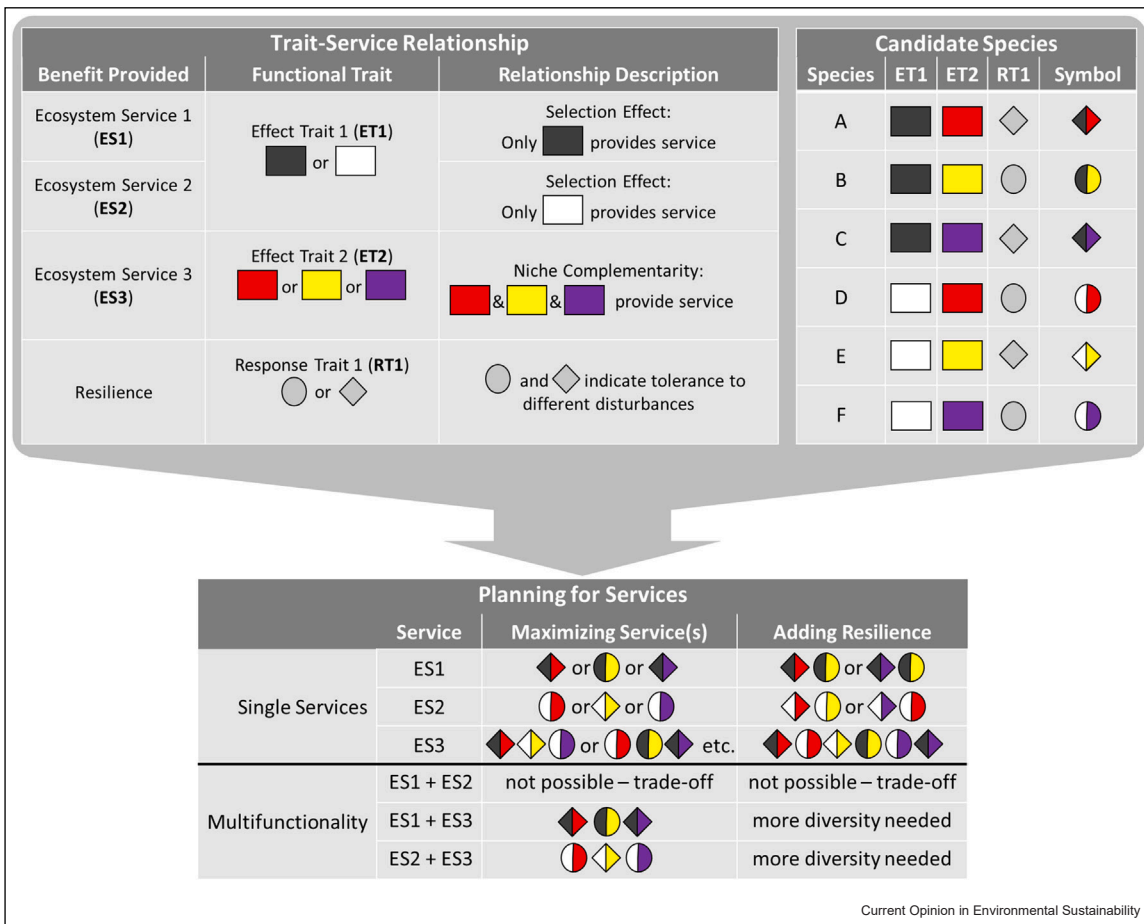 Trait-Service Relationship
Benefit Provided Functional Trait Relationship Description
Ecosystem Service 1
(ES1)
Effect Trait 1 (ET1)
or
Selection Effect:
Only provides service
Ecosystem Service 2
(ES2)
Selection Effect:
Only provides service
Ecosystem Service 3
(ES3)
Effect Trait 2 (ET2)
or or
Niche Complementarity:
& & provide service
Resilience
Response Trait 1 (RT1)
or
and indicate tolerance to
different disturbances
Candidate Species
Species ET1 ET2 RT1 Symbol
A
B
C
D
E
F
Planning for Services
Service Maximizing Service(s) Adding Resilience
Single Services
ES1 or or or
ES2 or or or
ES3 or etc.
Multifunctionality
ES1 + ES2 not possible – trade-off not possible – trade-off
ES1 + ES3 more diversity needed
ES2 + ES3 more diversity needed
Current Opinion in Environmental Sustainability